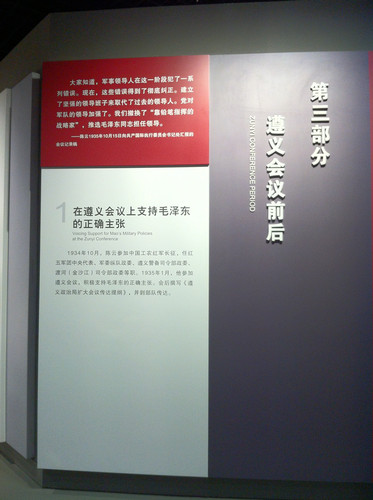 大家知道，军事领导人在这一阶段犯了一系
列错误。现在，这些错误得到了彻底纠正。建立
了坚强的领导班子来取代了过去的领导人。党对
军队的领导加强了。我们撤换了“靠铅笔指挥的
战略家”，推选毛泽东同志担任领导。
——陈云1935年10月15日向共产国际执行委员会书记处汇报的
会议记录稿
1
在遵义会议上支持毛泽东
的正确主张
Voicing Support for Mao's Military Policies
at the Zunyi Conference
1934年10月，陈云参加中国工农红军长征，任红
五军团中央代表、军委纵队政委、遵义警备司令部政委、
渡河（金沙江）司令部政委等职。1935年1月，他参加
遵义会议，积极支持毛泽东的正确主张。会后撰写《遵
义政治局扩大会议传达提纲》，并到部队传达。
第三部分
遵义会议前后
ZUNYI CONFERENCE PERIOD